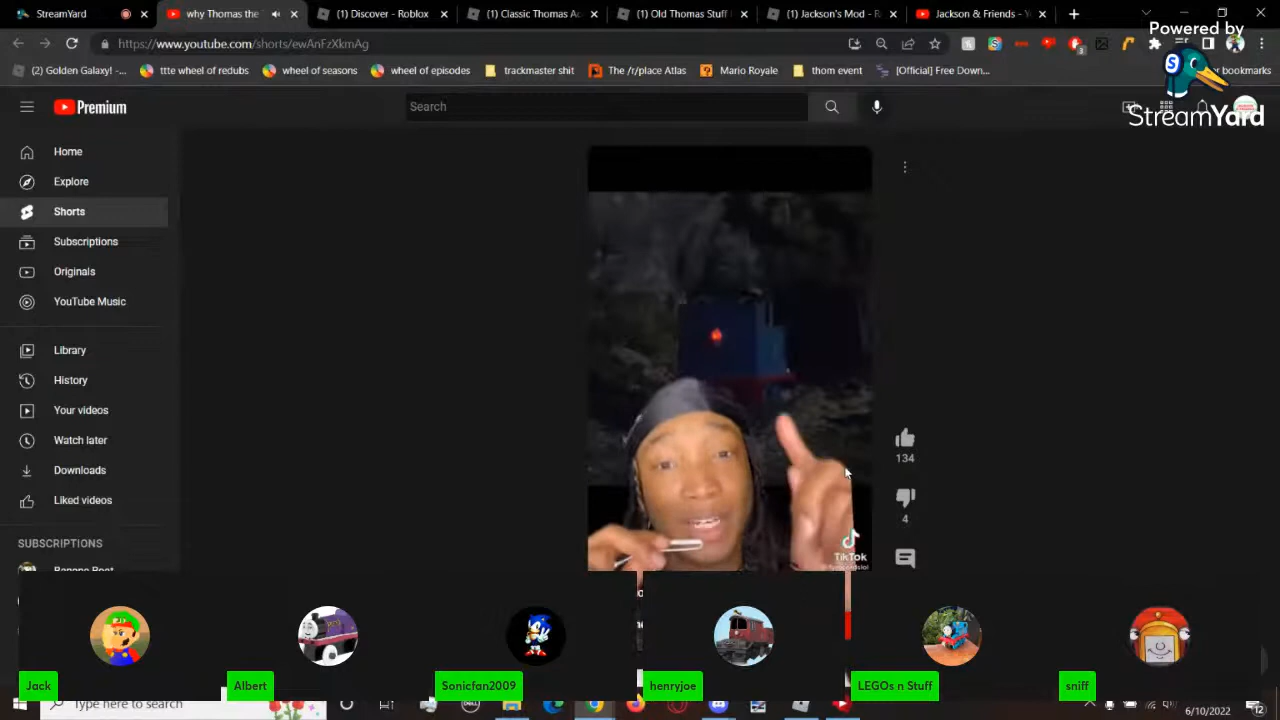 StreamYard
why Thomas the
(1) Discover - Roblox
(1) Classic Thomas Ac
(1) Old Thomas Stuff
(1) Jackson's Mod - R
Jackson & Friends - Y
Powered by
https://www.youtube.com/shorts/ewAnFzXkmAg
(2) Golden Galaxy! -...
ttte wheel of redubs
wheel of seasons
wheel of episode
trackmaster shit
The /r/place Atlas
Mario Royale
thom event
[Official] Free Down...
r bookmarks
StreamYard
Premium
Search
Home
Explore
Shorts
Subscriptions
Originals
YouTube Music
Library
History
Your videos
Watch later
Downloads
Liked videos
SUBSCRIPTIONS
134
4
TikTok
Jack
Albert
Sonicfan2009
henryjoe
LEGOs n Stuff
sniff
Type here to search
6/10/2022